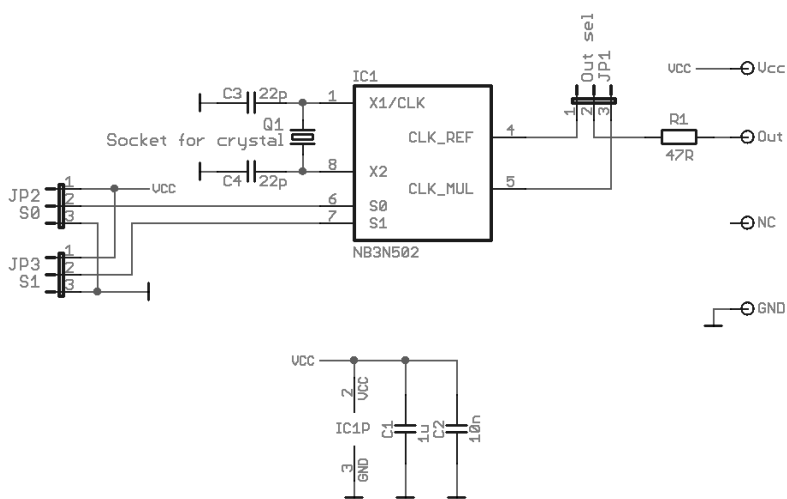 Out sel
JP1
1
2
3
VCC
Vcc
IC1
C3
22p
1
X1/CLK
Q1
Socket for crystal
CLK_REF
4
R1
47R
Out
C4
22p
8
X2
CLK_MUL
5
JP2
S0
1
2
3
VCC
6
S0
7
S1
NC
NB3N502
JP3
S1
1
2
3
GND
VCC
2
VCC
IC1P
C1
1u
C2
10n
3
GND